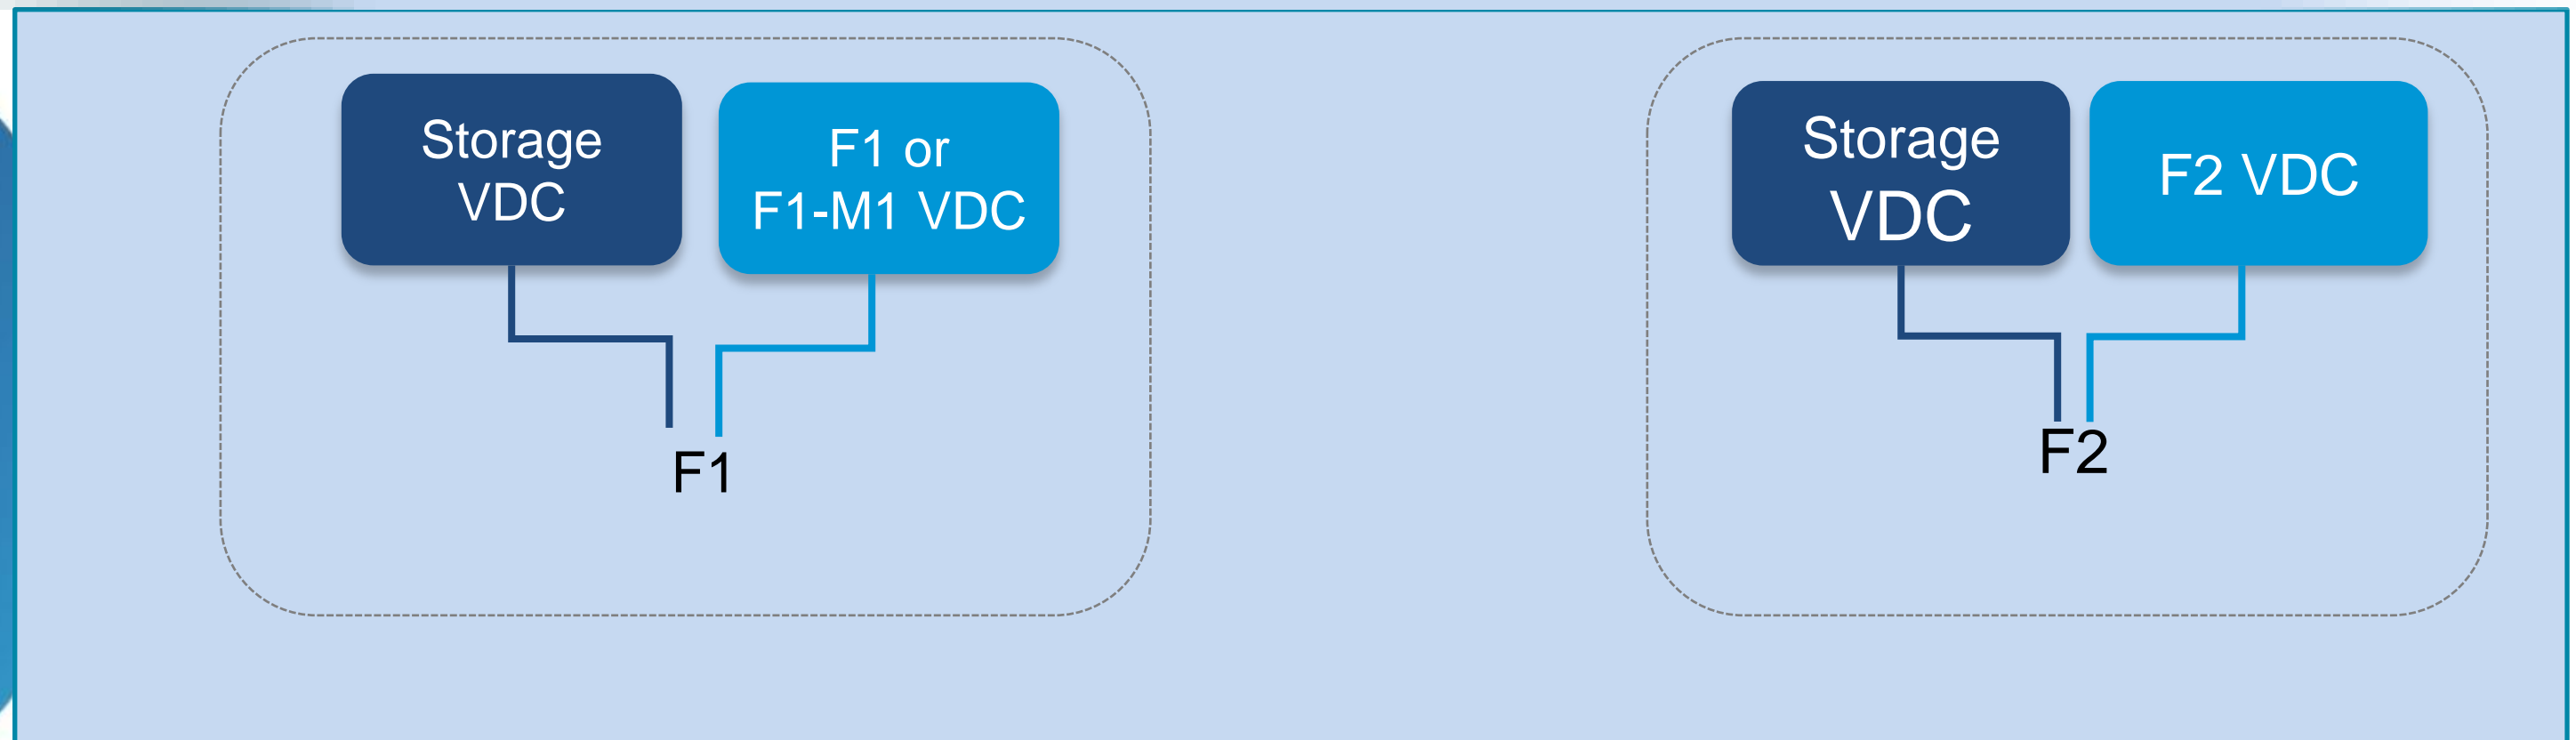 Storage
VDC
F1 or
F1-M1 VDC
F1
Storage
VDC
F2 VDC
F2